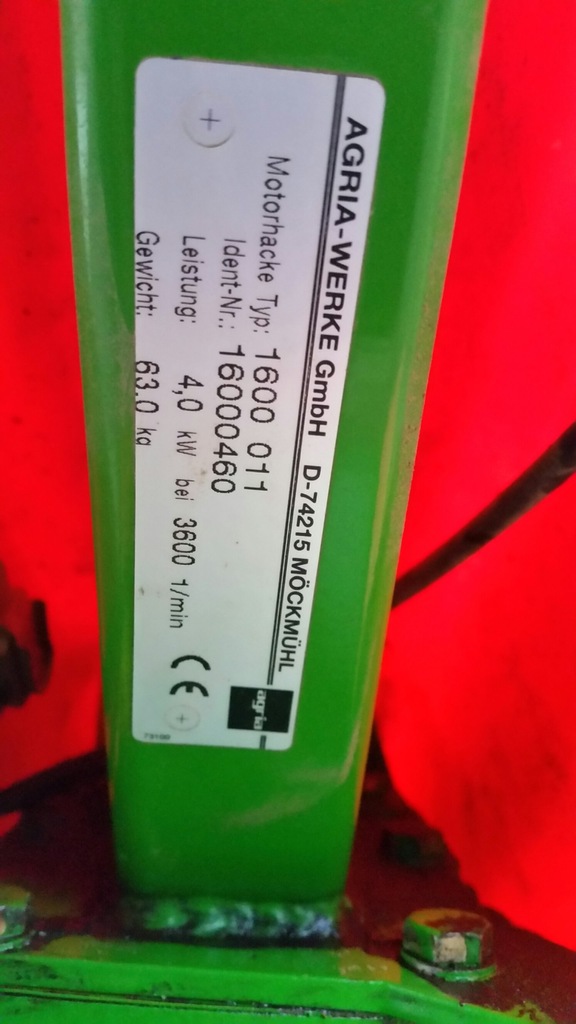 AGRIA-WERKE GmbH D-74215 MÖCKMÜHL
Motorhacke Typ: 1600 011
Ident-Nr.: 16000460
Leistung: 4,0 kW bei 3600 1/min
Gewicht: 63.0 kg
CE
agria